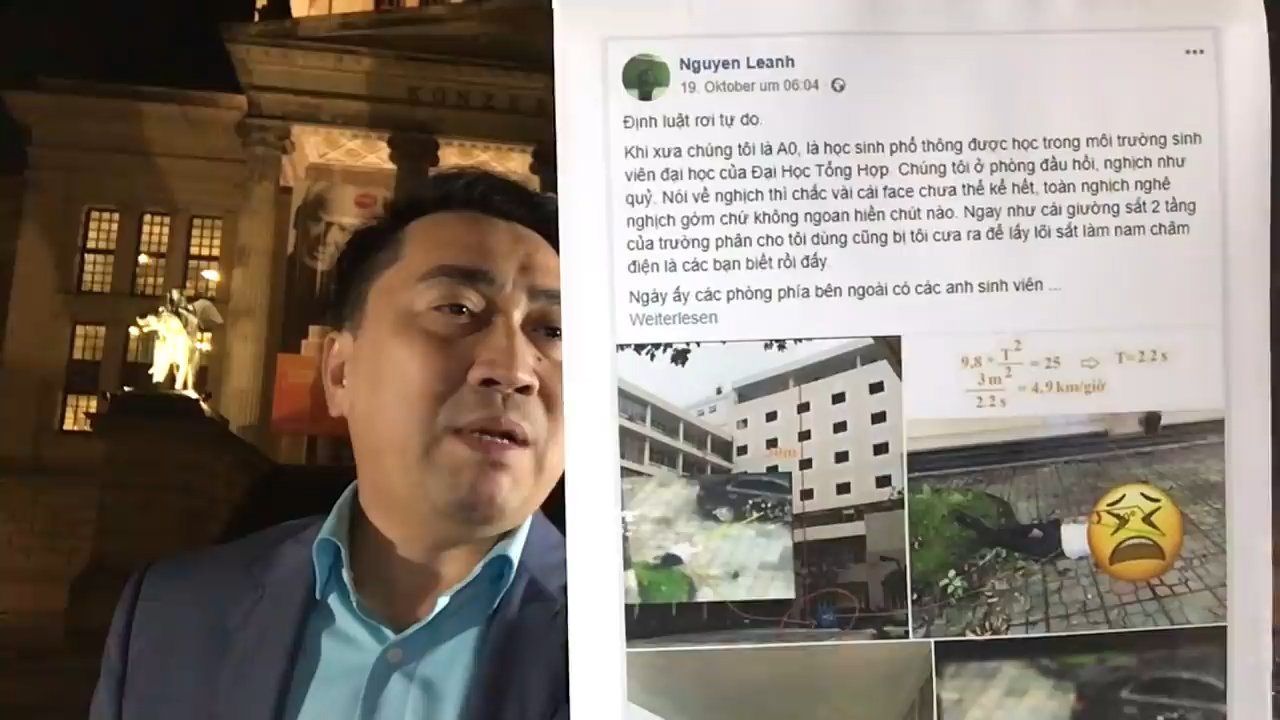 KONZE
Nguyen Leanh
19. Oktober um 06:04
Định luật rơi tự do.
Khi xưa chúng tôi là A0, là học sinh phổ thông được học trong môi trường sinh
viên đại học của Đại Học Tổng Hợp. Chúng tôi ở phòng đầu hồi, nghịch như
quỷ. Nói về nghịch thì chắc vài cái face chưa thể kể hết, toàn nghịch nghê
nghịch gớm chứ không ngoan hiền chút nào. Ngay như cái giường sắt 2 tầng
của trường phân cho tôi dùng cũng bị tôi cưa ra để lấy lõi sắt làm nam châm
điện là các bạn biết rồi đấy.
Ngày ấy các phòng phía bên ngoài có các anh sinh viên ...
Weiterlesen
9,8 * T²/2 = 25 ⇨ T=2.2 s
3 m²/2.2 s = 4.9 km/giờ